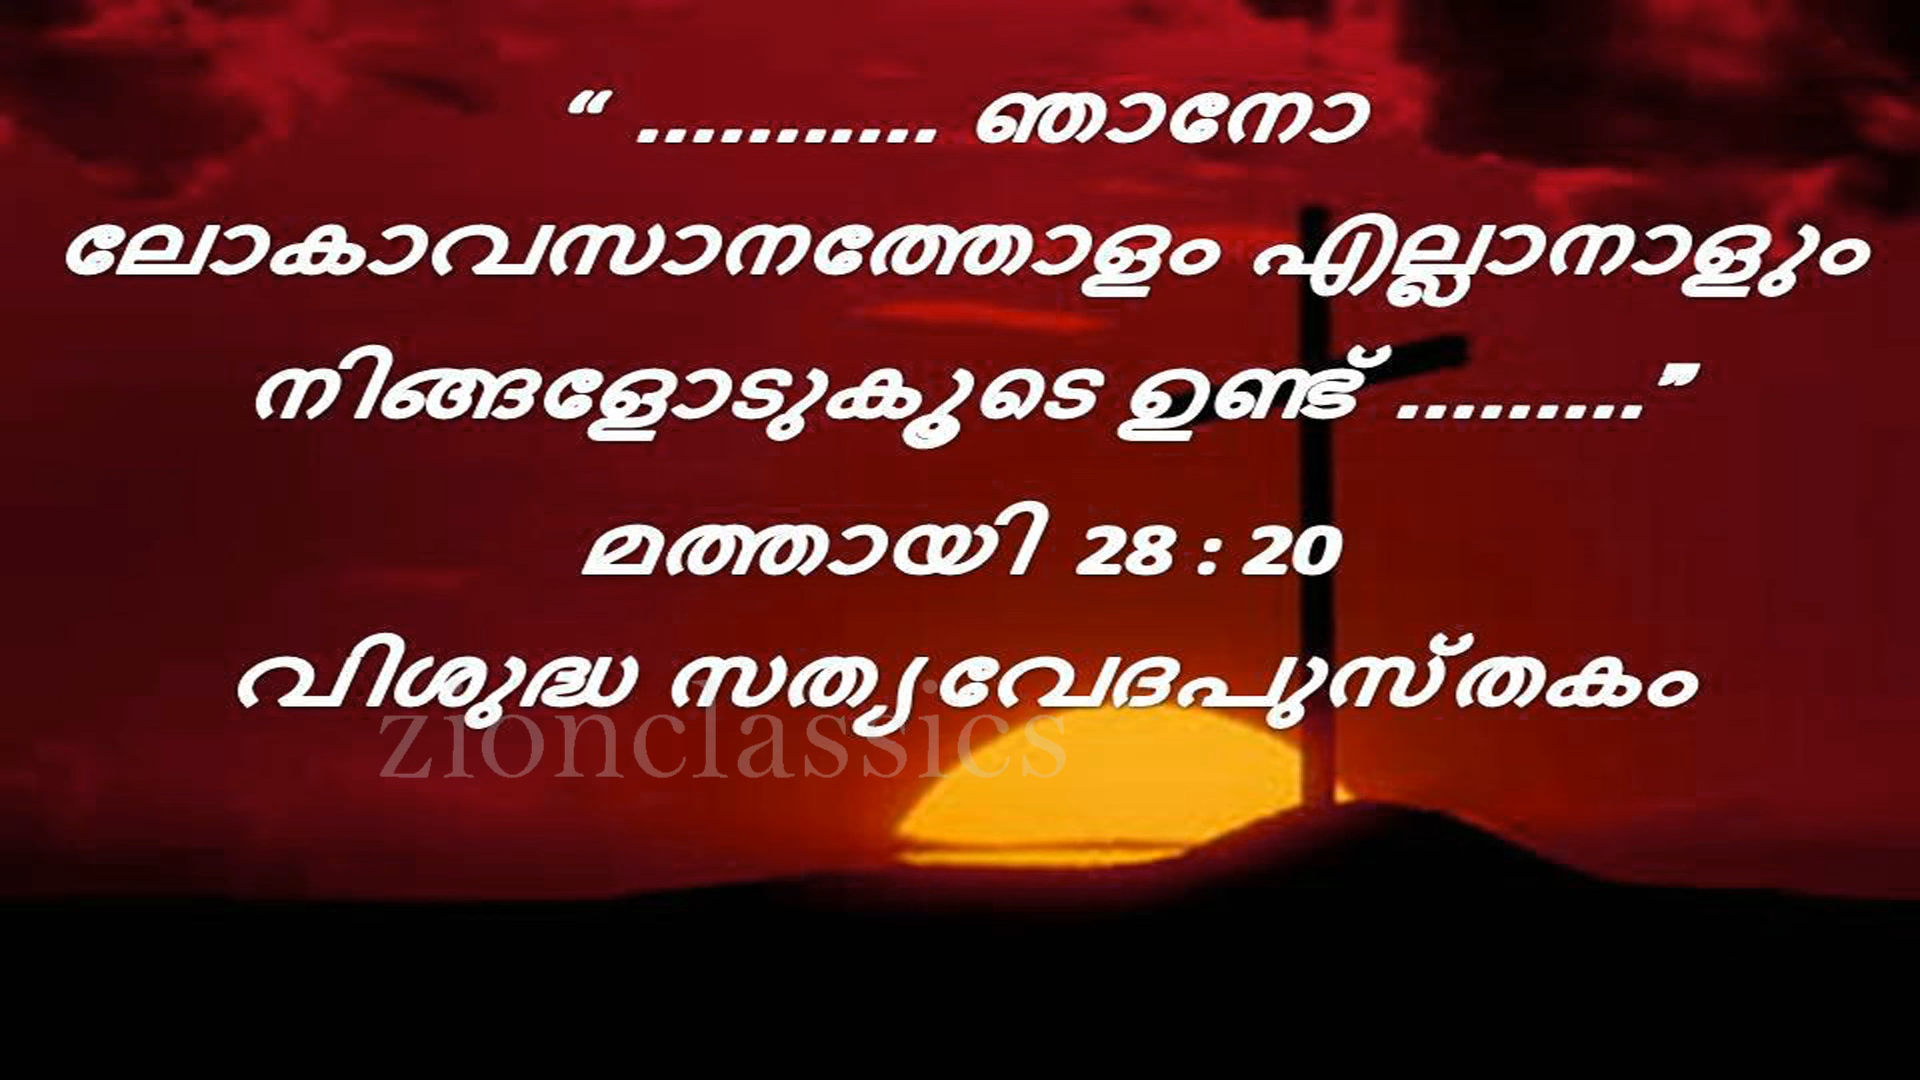 “ ........... ഞാനോ
ലോകാവസാനത്തോളം എല്ലാനാളും
നിങ്ങളോടുകൂടെ ഉണ്ട് .........”
മത്തായി 28 : 20
വിശുദ്ധ സത്യവേദപുസ്തകം
zionclassics